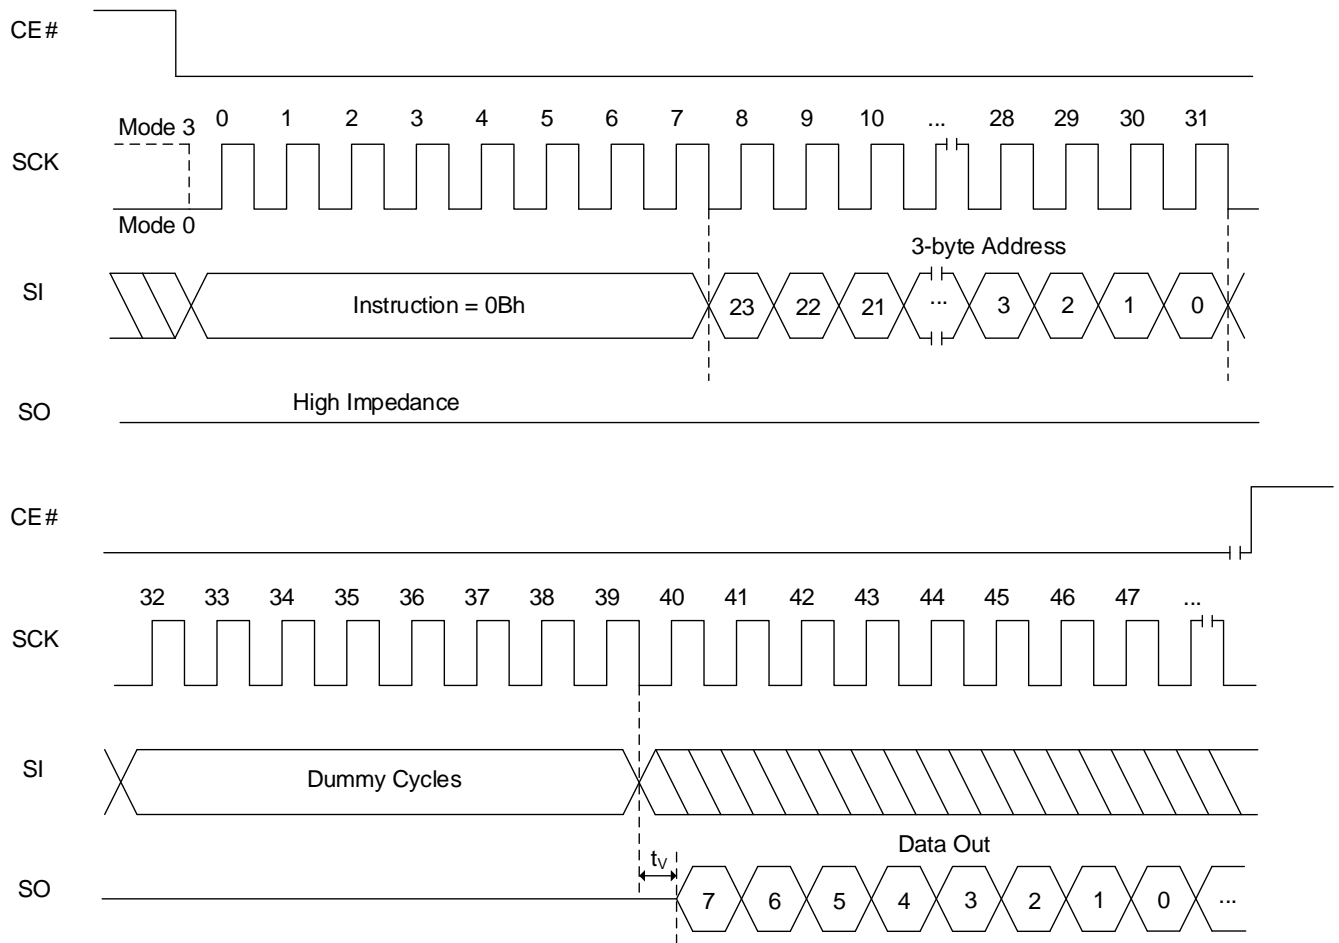 CE#
Mode 3 0 1 2 3 4 5 6 7 8 9 10 ... 28 29 30 31
SCK
Mode 0
3-byte Address
SI Instruction = 0Bh 23 22 21 ... 3 2 1 0
High Impedance
SO
CE#
32 33 34 35 36 37 38 39 40 41 42 43 44 45 46 47 ...
SCK
SI Dummy Cycles
Data Out
tV
SO 7 6 5 4 3 2 1 0 ...